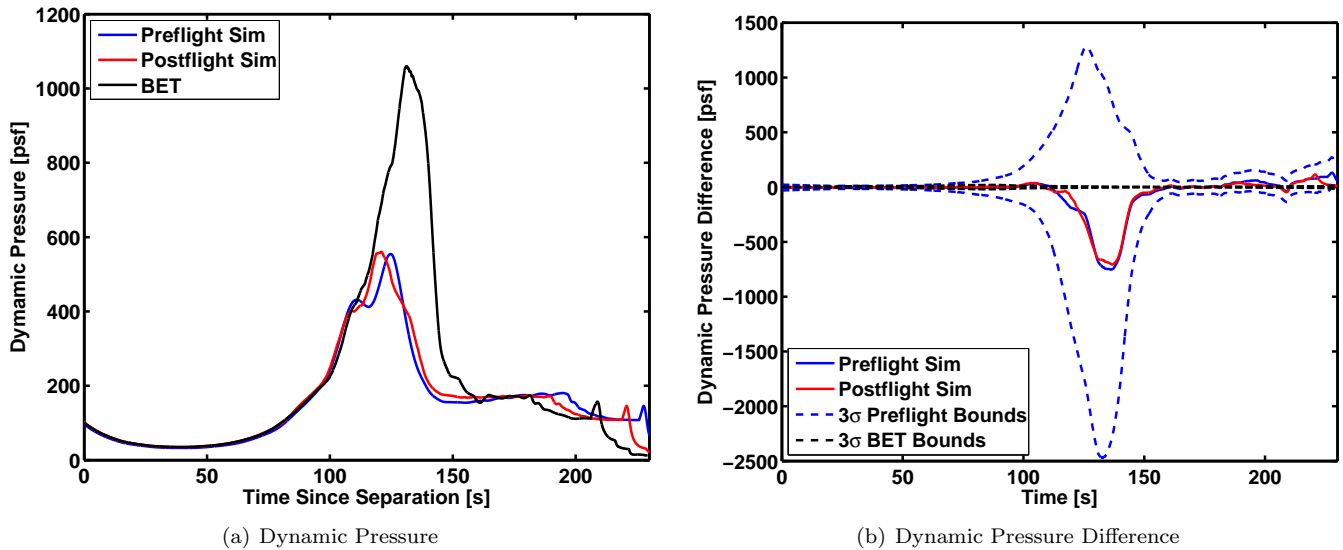 1200
1000
800
600
400
200
0
Dymamic Pressure [psf]
Preflight Sim
Postflight Sim
BET
0
50
100
150
200
Time Since Separation [s]
(a) Dynamic Pressure
1500
1000
500
0
−500
−1000
−1500
−2000
−2500
Dynamic Pressure Difference [psf]
Preflight Sim
Postflight Sim
3σ Preflight Bounds
3σ BET Bounds
0
50
100
150
200
Time [s]
(b) Dynamic Pressure Difference